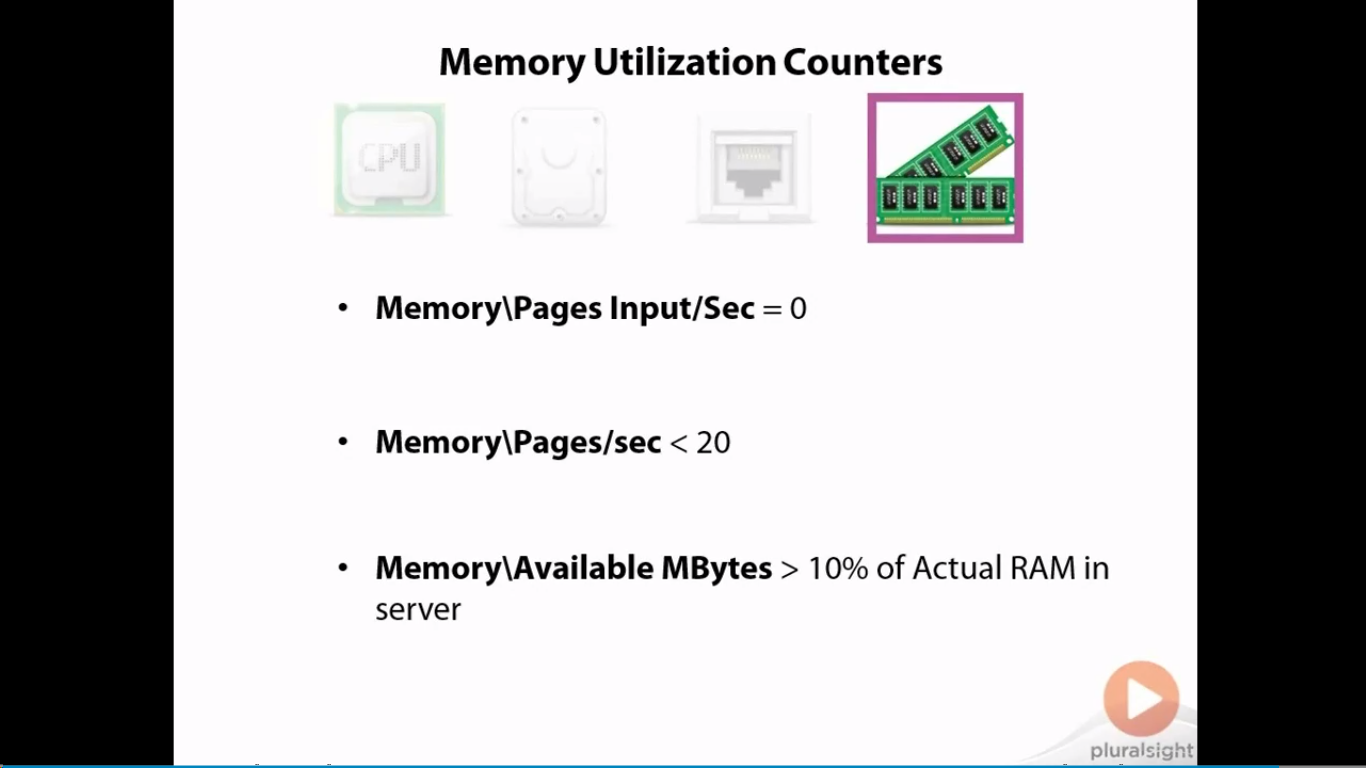 Memory Utilization Counters
CPU
• Memory\Pages Input/Sec = 0
• Memory\Pages/sec < 20
• Memory\Available MBytes > 10% of Actual RAM in
server
pluralsight